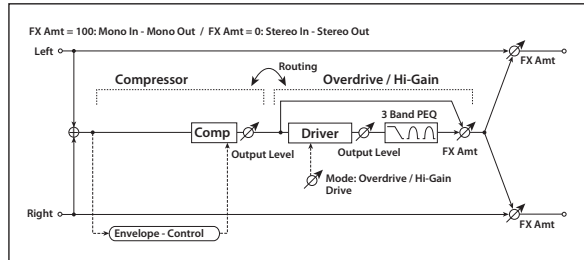 FX Amt = 100: Mono In - Mono Out / FX Amt = 0: Stereo In - Stereo Out
Left
FX Amt
Routing
Compressor
Overdrive / Hi-Gain
3 Band PEQ
Comp
Driver
Output Level
Output Level
FX Amt
Mode: Overdrive / Hi-Gain
Drive
Right
FX Amt
Envelope - Control